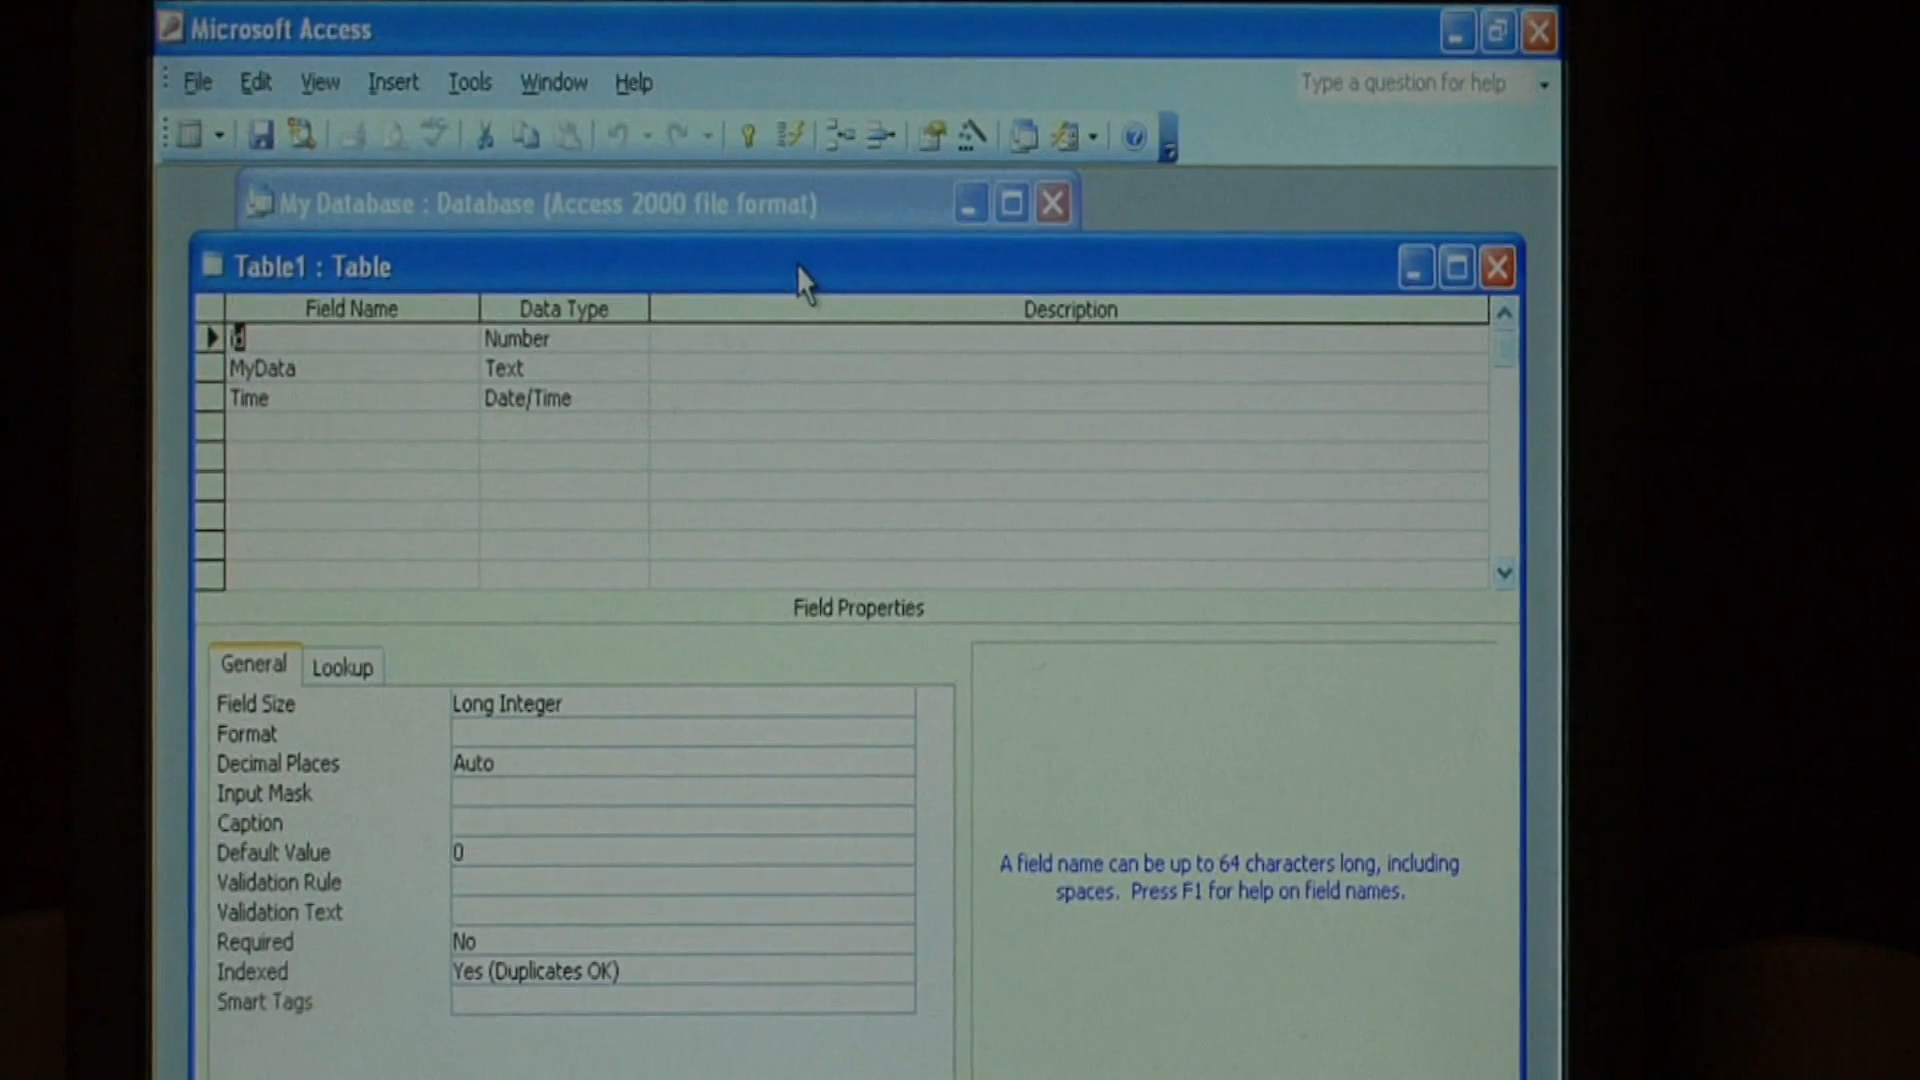 Microsoft Access
File Edit View Insert Tools Window Help Type a question for help
My Database : Database (Access 2000 file format)
Table1 : Table
Field Name Data Type Description
id Number
MyData Text
Time Date/Time
Field Properties
General Lookup
Field Size Long Integer
Format
Decimal Places Auto
Input Mask
Caption
Default Value 0
Validation Rule
Validation Text
Required No
Indexed Yes (Duplicates OK)
Smart Tags
A field name can be up to 64 characters long, including
spaces. Press F1 for help on field names.